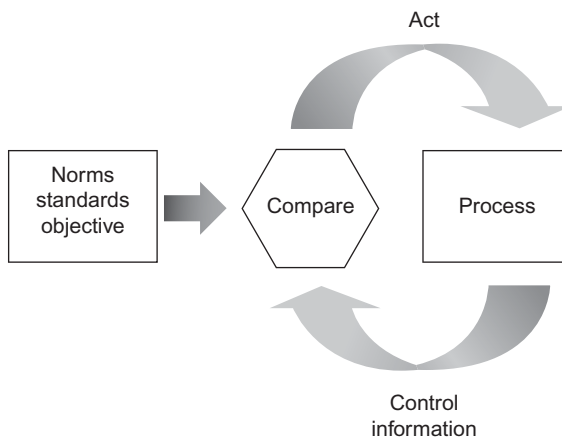 Act
Norms
standards
objective
Compare
Process
Control
information